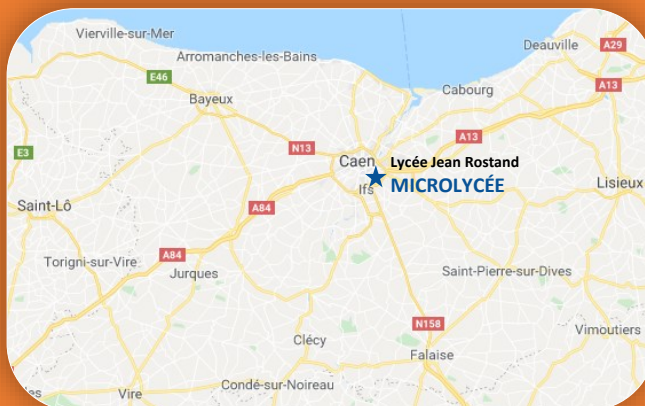 Vierville-sur-Mer
Deauville
A29
Arromanches-les-Bains
E46
Cabourg
A13
Bayeux
A13
N13
E3
Caen
Lycée Jean Rostand
Ifs
MICROLYCÉE
Lisieux
Saint-Lô
A84
A84
Torigni-sur-Vire
Jurques
Saint-Pierre-sur-Dives
N158
Vimoutiers
Clécy
Falaise
Condé-sur-Noireau
Vire